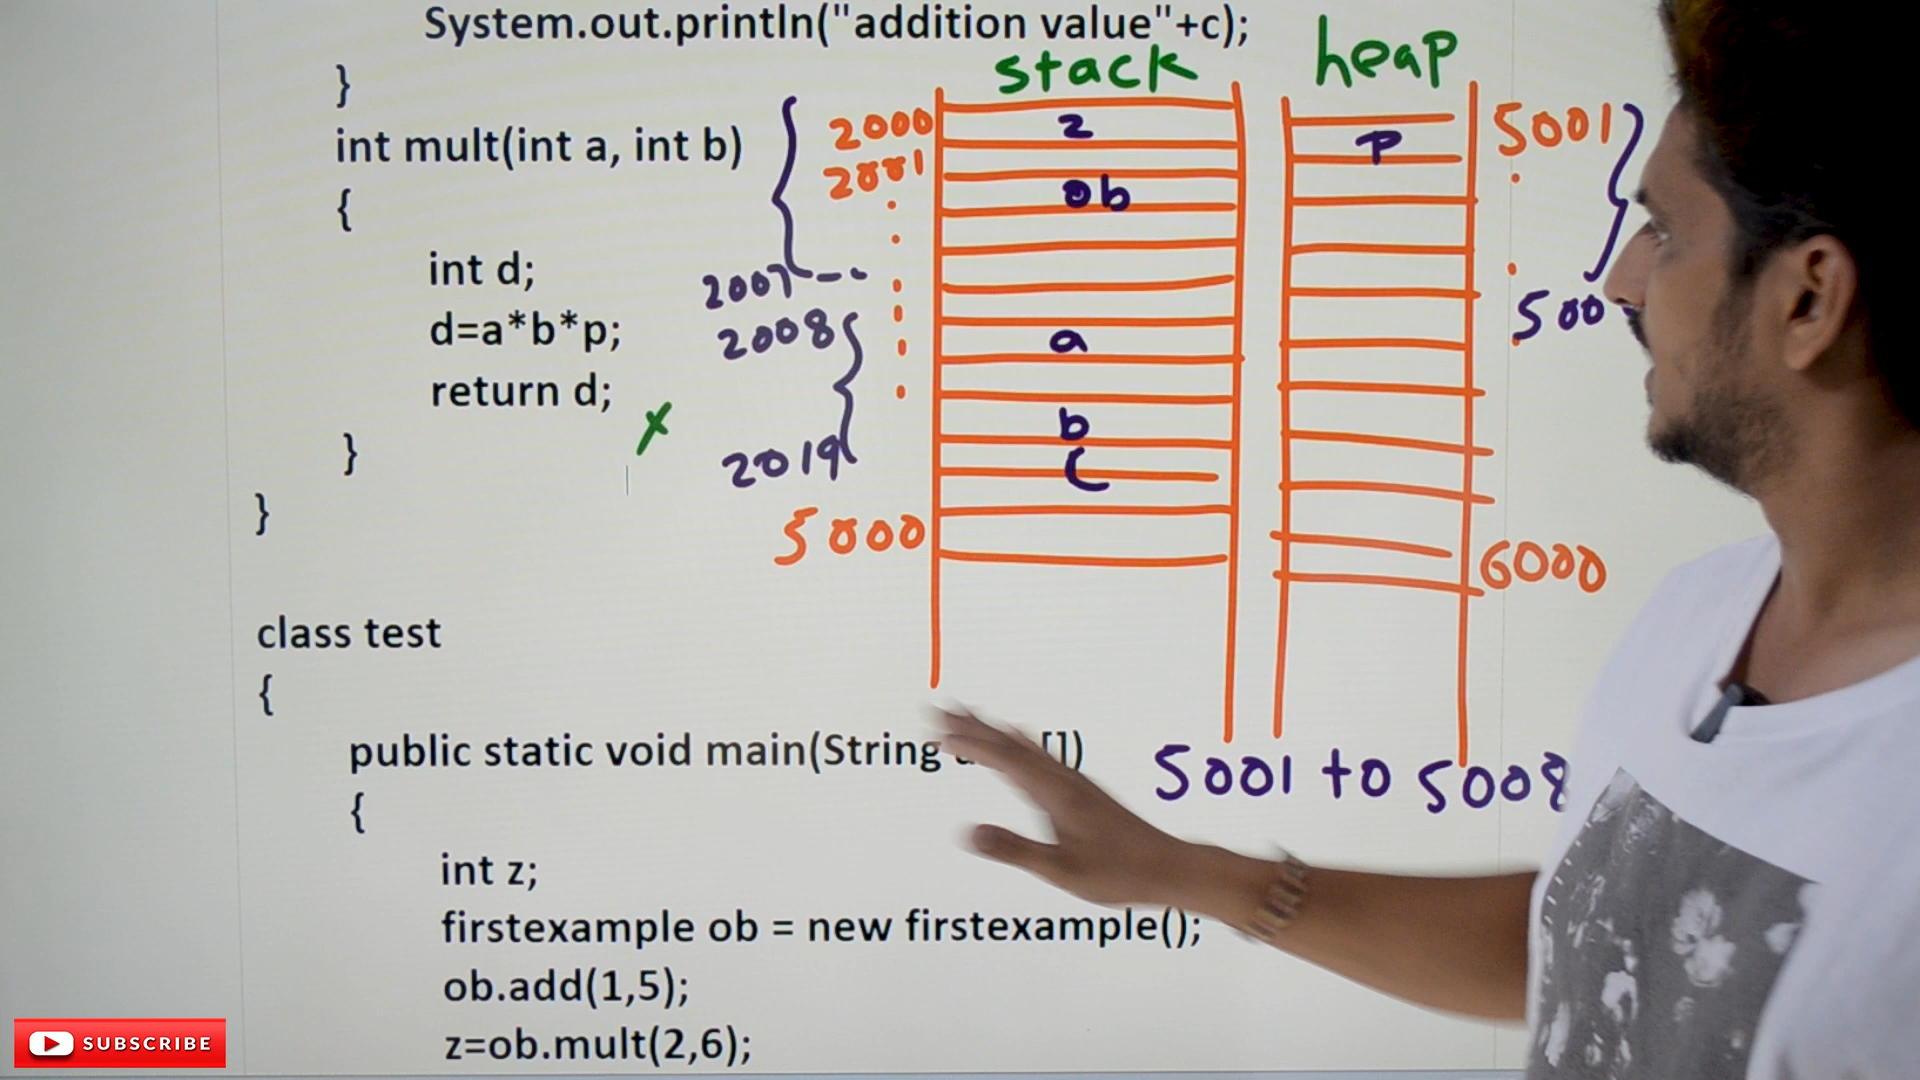 System.out.println("addition value"+c);
}
int mult(int a, int b)
{
int d;
d=a*b*p;
return d;
}
}
class test
{
public static void main(String [])
{
int z;
firstexample ob = new firstexample();
ob.add(1,5);
z=ob.mult(2,6);
stack
heap
2000
z
2001
ob
2007
2008
a
b
2019
c
5000
5001
p
500
6000
5001 to 5008
SUBSCRIBE